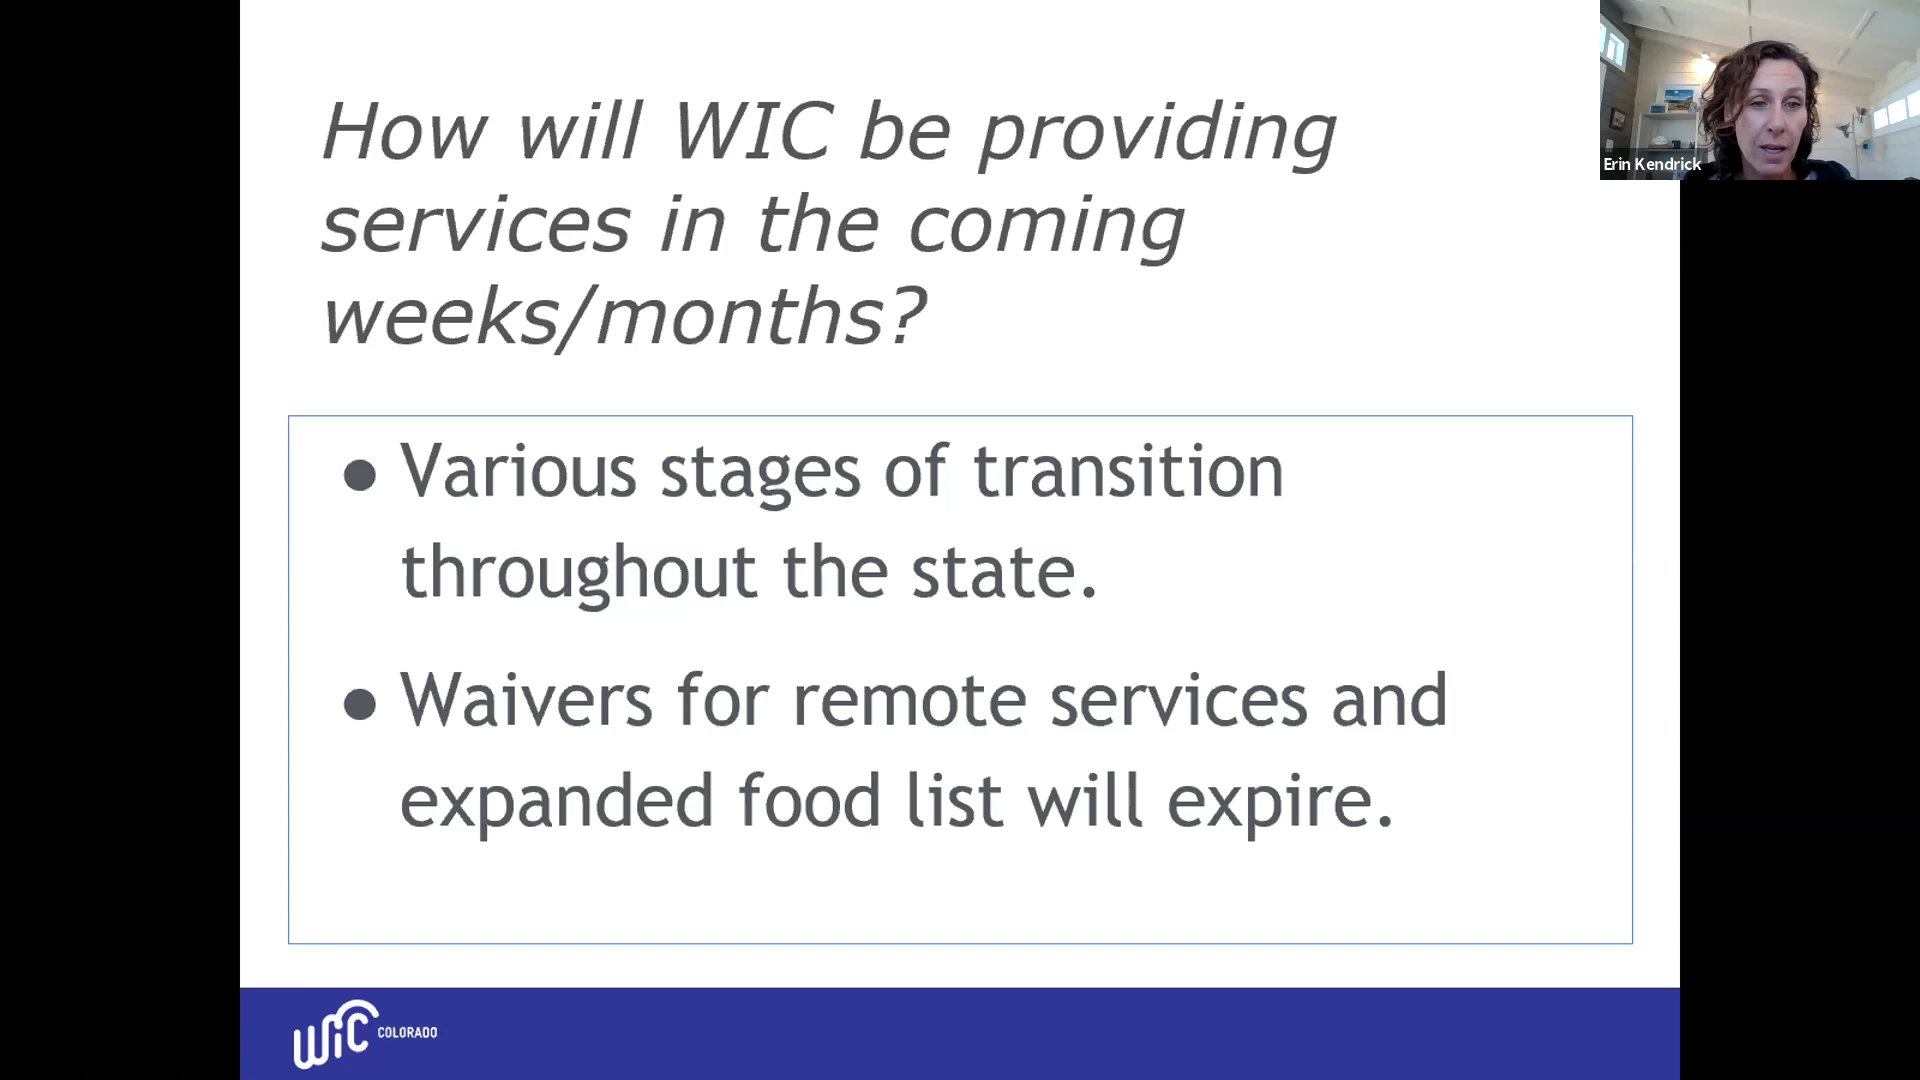 How will WIC be providing
services in the coming
weeks/months?
Erin Kendrick
● Various stages of transition
throughout the state.
● Waivers for remote services and
expanded food list will expire.
WIC COLORADO